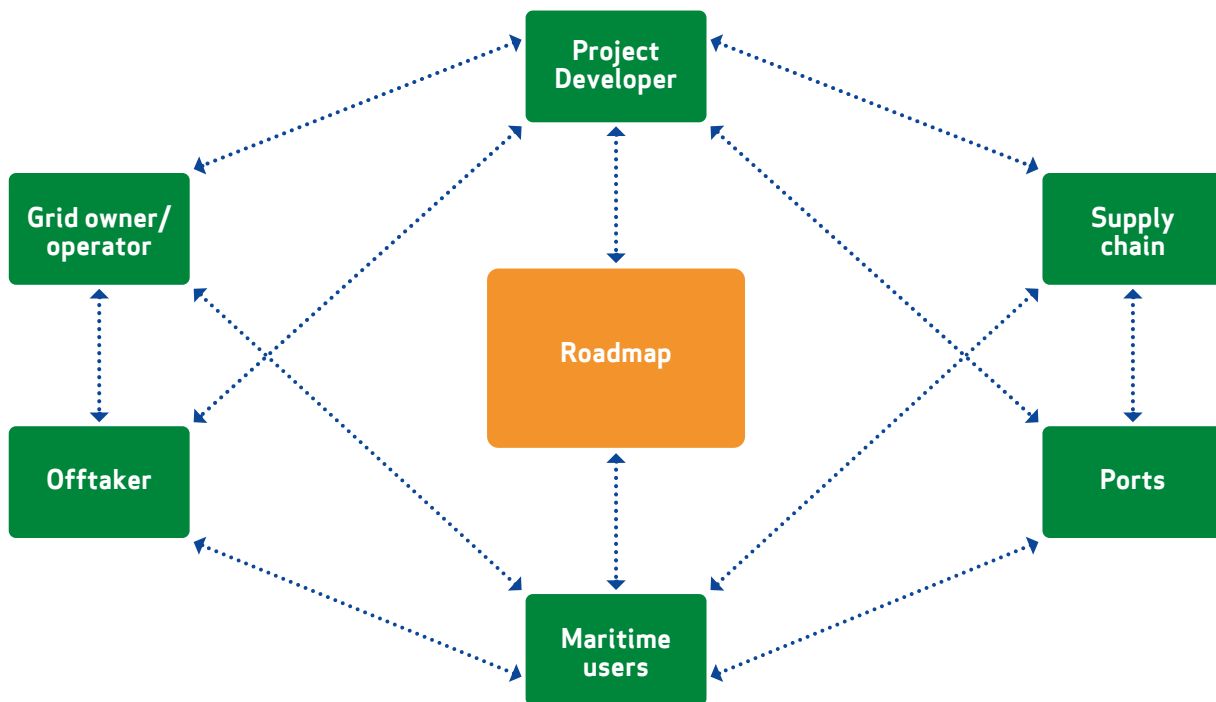 Project
Developer
Grid owner/
operator
Supply
chain
Roadmap
Offtaker
Ports
Maritime
users